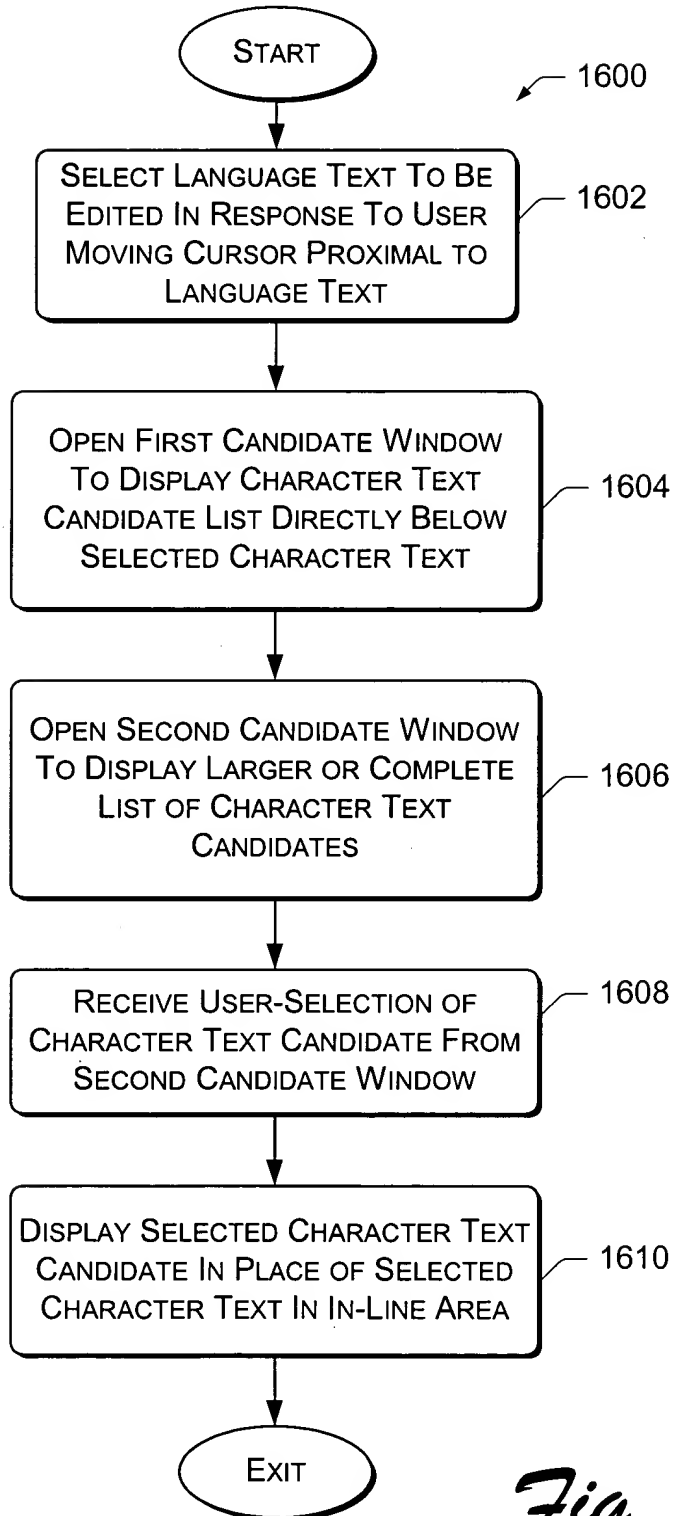 START
1600
SELECT LANGUAGE TEXT TO BE
EDITED IN RESPONSE TO USER
MOVING CURSOR PROXIMAL TO
LANGUAGE TEXT
1602
OPEN FIRST CANDIDATE WINDOW
TO DISPLAY CHARACTER TEXT
CANDIDATE LIST DIRECTLY BELOW
SELECTED CHARACTER TEXT
1604
OPEN SECOND CANDIDATE WINDOW
TO DISPLAY LARGER OR COMPLETE
LIST OF CHARACTER TEXT
CANDIDATES
1606
RECEIVE USER-SELECTION OF
CHARACTER TEXT CANDIDATE FROM
SECOND CANDIDATE WINDOW
1608
DISPLAY SELECTED CHARACTER TEXT
CANDIDATE IN PLACE OF SELECTED
CHARACTER TEXT IN IN-LINE AREA
1610
EXIT
Fig